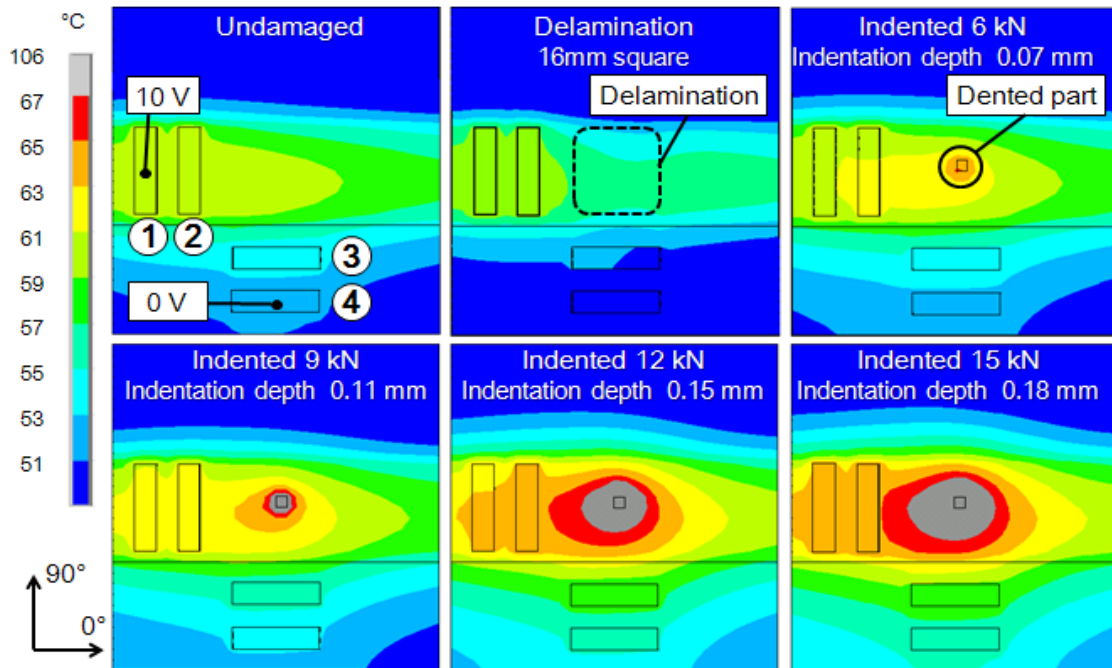 °C
106
67
65
63
61
59
57
55
53
51
Undamaged
10 V
1 2
3
0 V
4
Delamination
16mm square
Delamination
Indented 6 kN
Indentation depth 0.07 mm
Dented part
Indented 9 kN
Indentation depth 0.11 mm
Indented 12 kN
Indentation depth 0.15 mm
Indented 15 kN
Indentation depth 0.18 mm
90°
0°